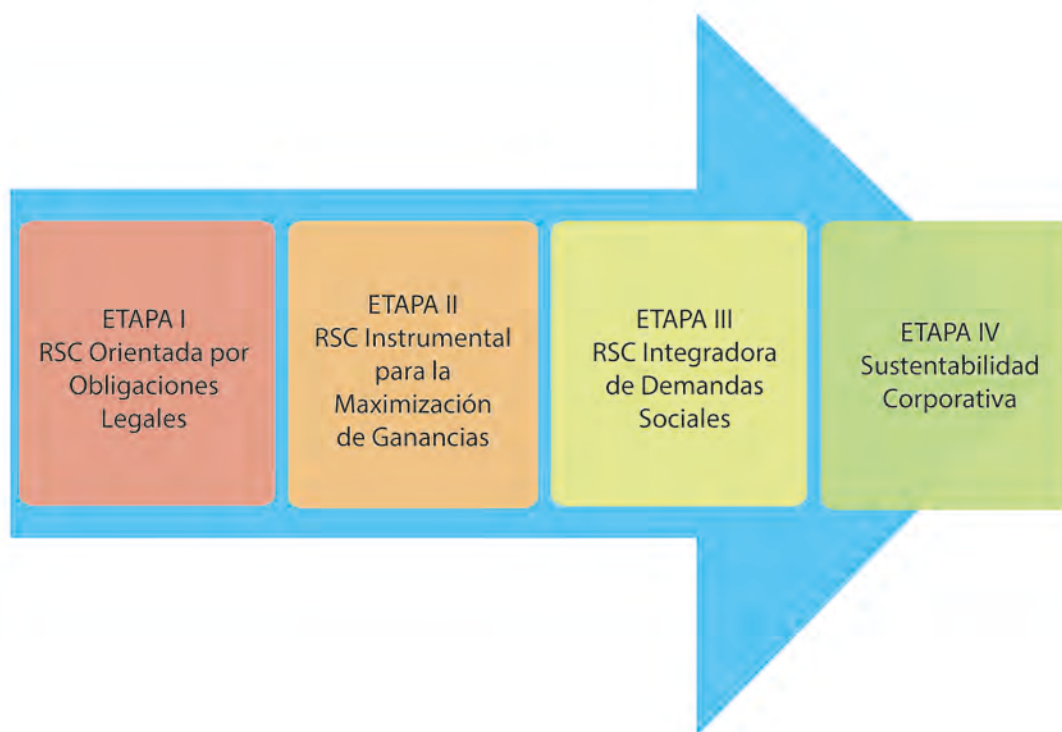 ETAPA I
RSC Orientada por
Obligaciones
Legales
ETAPA II
RSC Instrumental
para la
Maximización
de Ganancias
ETAPA III
RSC Integradora
de Demandas
Sociales
ETAPA IV
Sustentabilidad
Corporativa